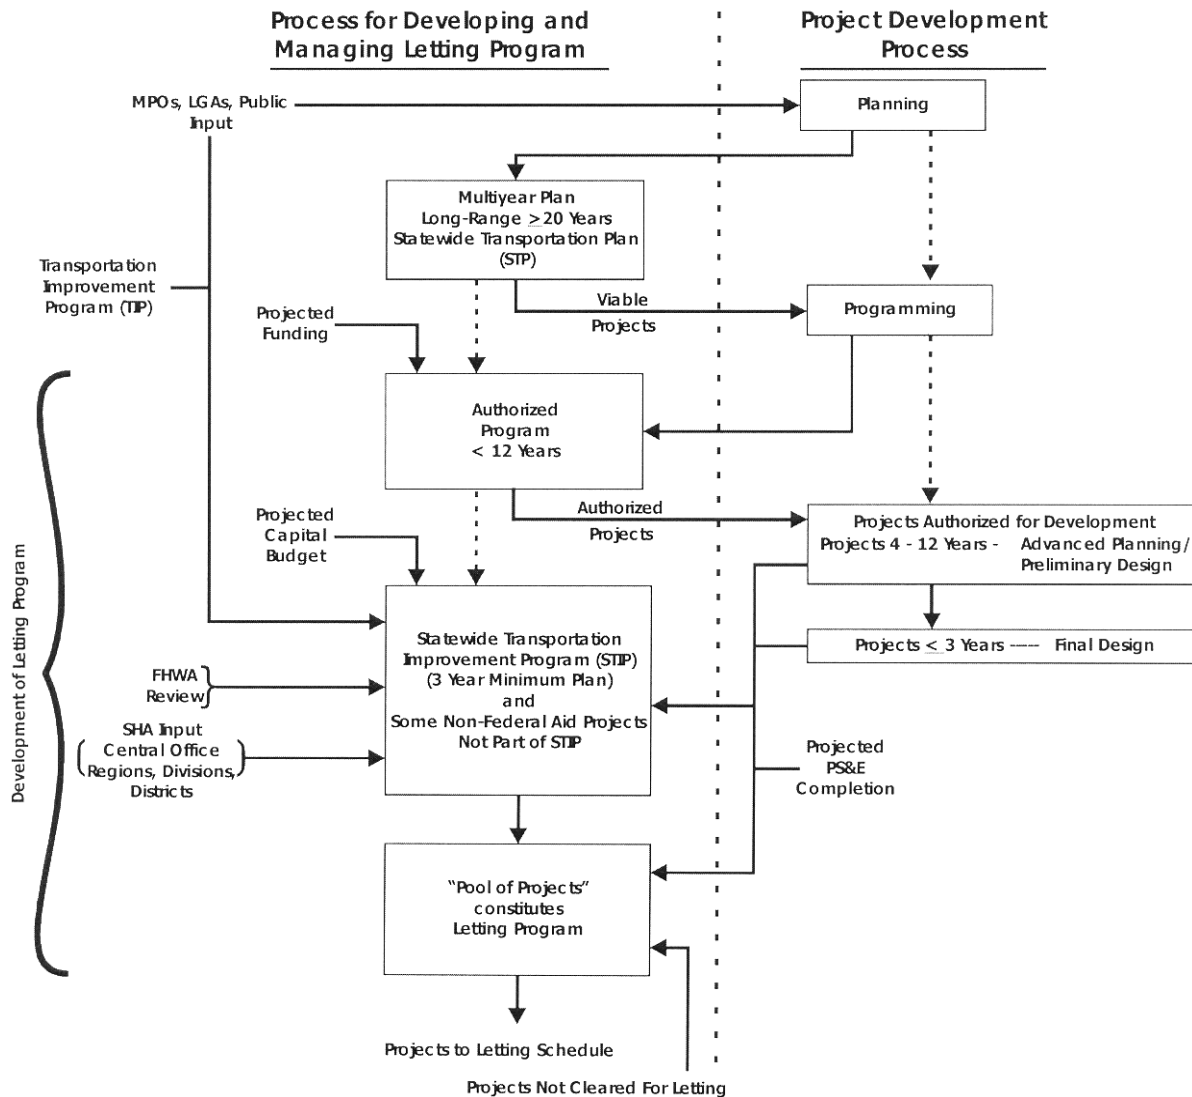 Process for Developing and
Managing Letting Program
Project Development
Process
MPOs, LGAs, Public
Input
Planning
Multiyear Plan
Long-Range ≥20 Years
Statewide Transportation Plan
(STP)
Transportation
Improvement
Program (TIP)
Projected
Funding
Viable
Projects
Programming
Authorized
Program
< 12 Years
Projected
Capital
Budget
Authorized
Projects
Projects Authorized for Development
Projects 4 - 12 Years - Advanced Planning/
Preliminary Design
Projects ≤ 3 Years ----- Final Design
Development of Letting Program
Statewide Transportation
Improvement Program (STIP)
(3 Year Minimum Plan)
and
Some Non-Federal Aid Projects
Not Part of STIP
FHWA
Review
SHA Input
Central Office
Regions, Divisions,
Districts
Projected
PS&E
Completion
“Pool of Projects”
constitutes
Letting Program
Projects to Letting Schedule
Projects Not Cleared For Letting